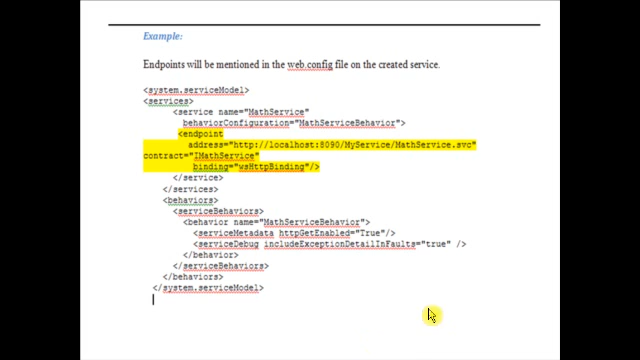 Example:
Endpoints will be mentioned in the web.config file on the created service.
<system.serviceModel>
<services>
<service name="MathService"
behaviorConfiguration="MathServiceBehavior">
<endpoint
address="http://localhost:8090/MyService/MathService.svc"
contract="IMathService"
binding="wsHttpBinding"/>
</service>
</services>
<behaviors>
<serviceBehaviors>
<behavior name="MathServiceBehavior">
<serviceMetadata httpGetEnabled="True"/>
<serviceDebug includeExceptionDetailInFaults="true" />
</behavior>
</serviceBehaviors>
</behaviors>
</system.serviceModel>